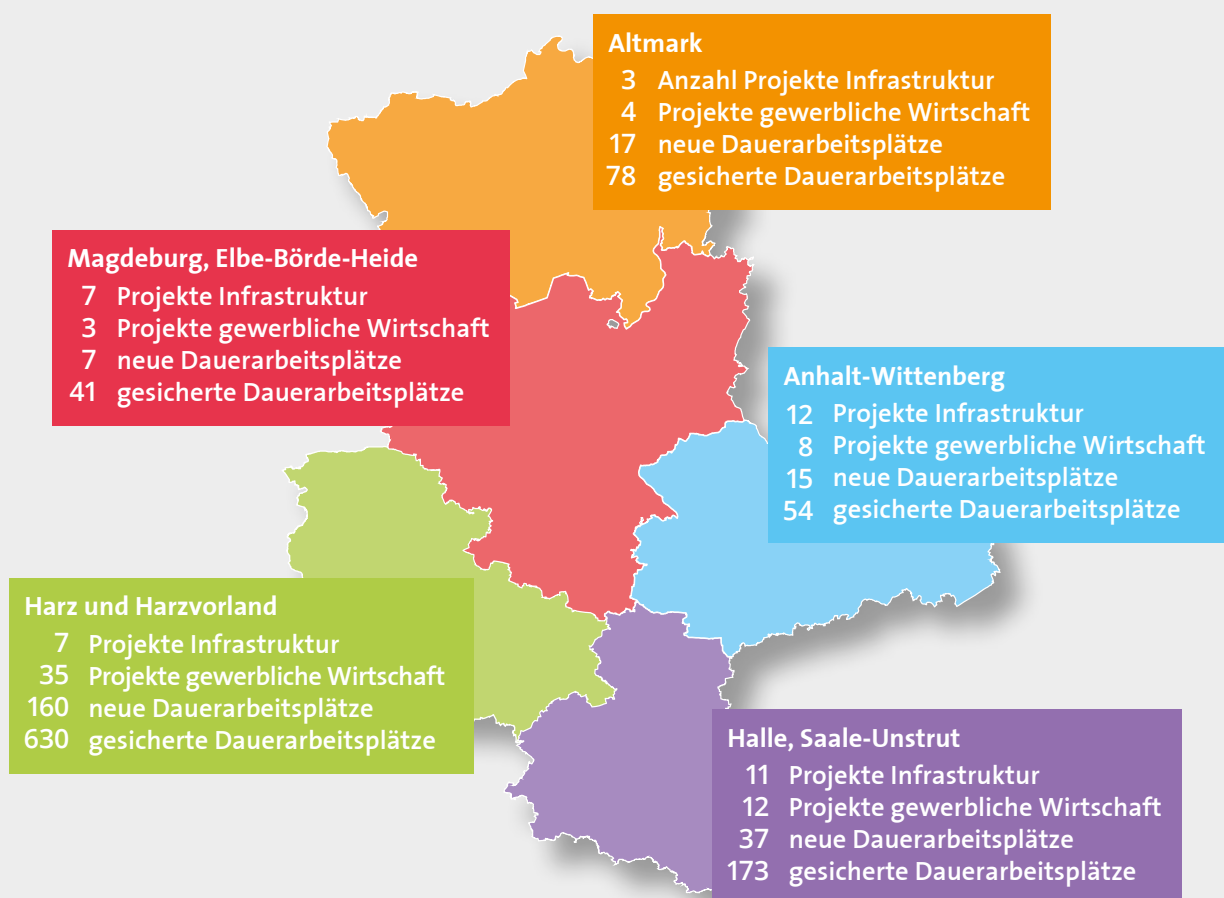 Altmark
3 Anzahl Projekte Infrastruktur
4 Projekte gewerbliche Wirtschaft
17 neue Dauerarbeitsplätze
78 gesicherte Dauerarbeitsplätze
Magdeburg, Elbe-Börde-Heide
7 Projekte Infrastruktur
3 Projekte gewerbliche Wirtschaft
7 neue Dauerarbeitsplätze
41 gesicherte Dauerarbeitsplätze
Anhalt-Wittenberg
12 Projekte Infrastruktur
8 Projekte gewerbliche Wirtschaft
15 neue Dauerarbeitsplätze
54 gesicherte Dauerarbeitsplätze
Harz und Harzvorland
7 Projekte Infrastruktur
35 Projekte gewerbliche Wirtschaft
160 neue Dauerarbeitsplätze
630 gesicherte Dauerarbeitsplätze
Halle, Saale-Unstrut
11 Projekte Infrastruktur
12 Projekte gewerbliche Wirtschaft
37 neue Dauerarbeitsplätze
173 gesicherte Dauerarbeitsplätze